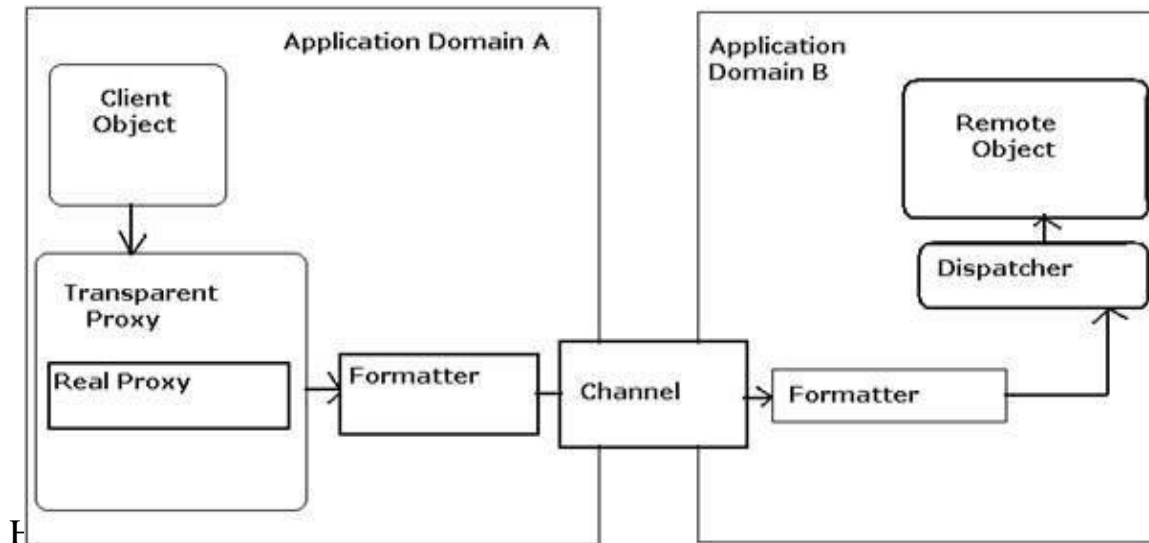 Application Domain A
Client
Object
Transparent
Proxy
Real Proxy
Formatter
Channel
Application
Domain B
Remote
Object
Dispatcher
Formatter